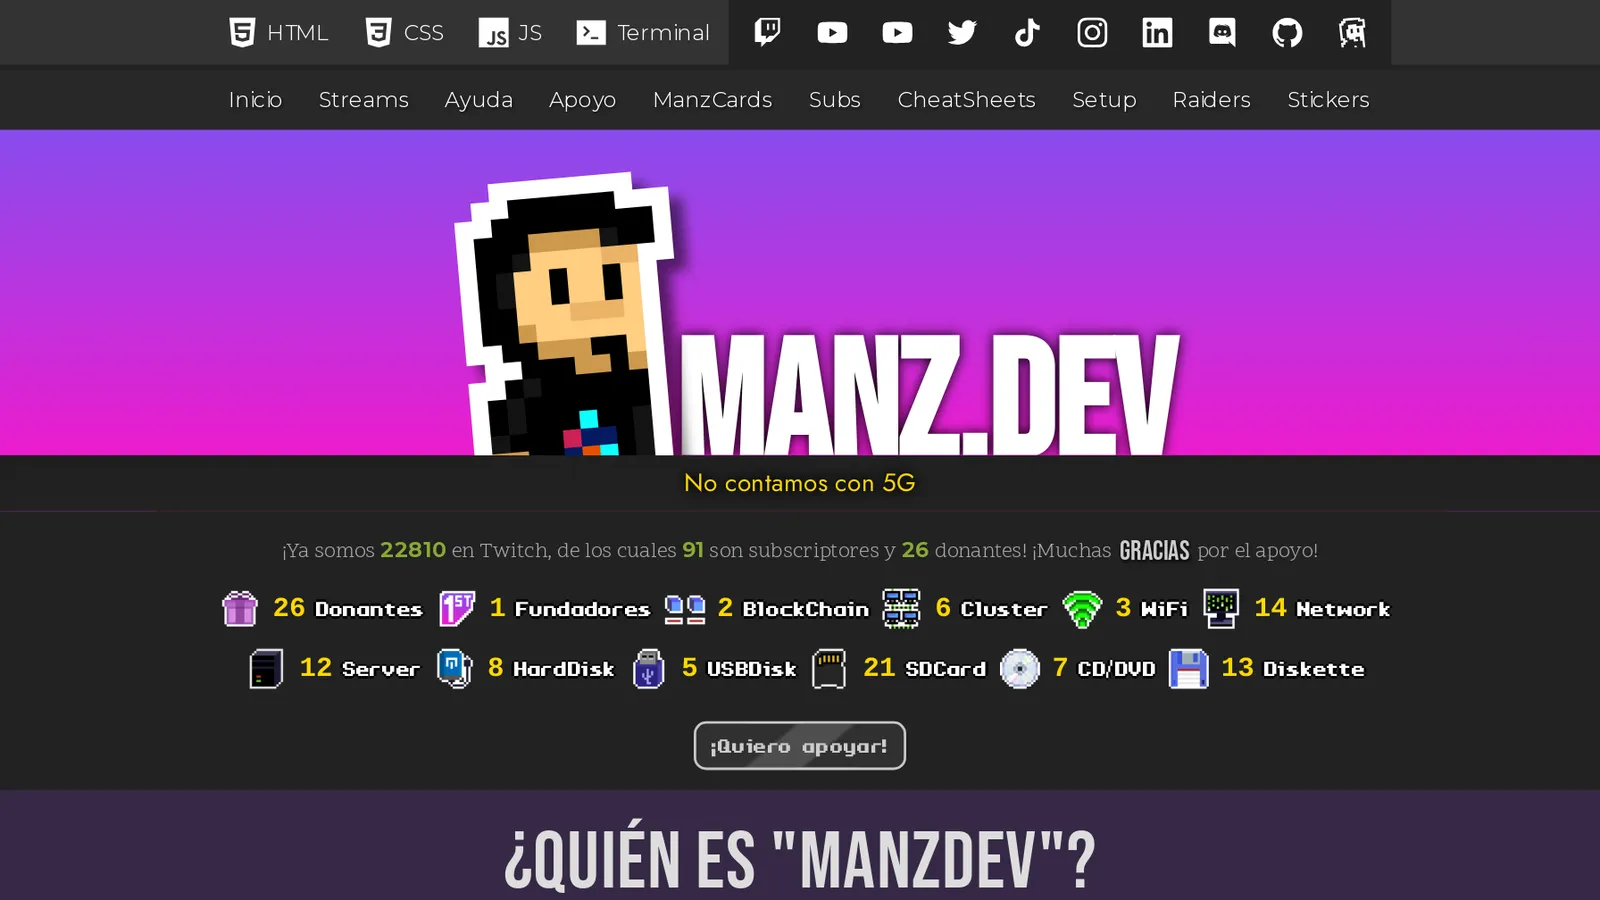 HTML CSS JS Terminal
Inicio Streams Ayuda Apoyo ManzCards Subs CheatSheets Setup Raiders Stickers
MANZ.DEV
No contamos con 5G
¡Ya somos 22810 en Twitch, de los cuales 91 son subscriptores y 26 donantes! ¡Muchas GRACIAS por el apoyo!
26 Donantes 1 Fundadores 2 BlockChain 6 Cluster 3 WiFi 14 Network
12 Server 8 HardDisk 5 USBDisk 21 SDCard 7 CD/DVD 13 Diskette
¡Quiero apoyar!
¿QUIÉN ES "MANZDEV"?